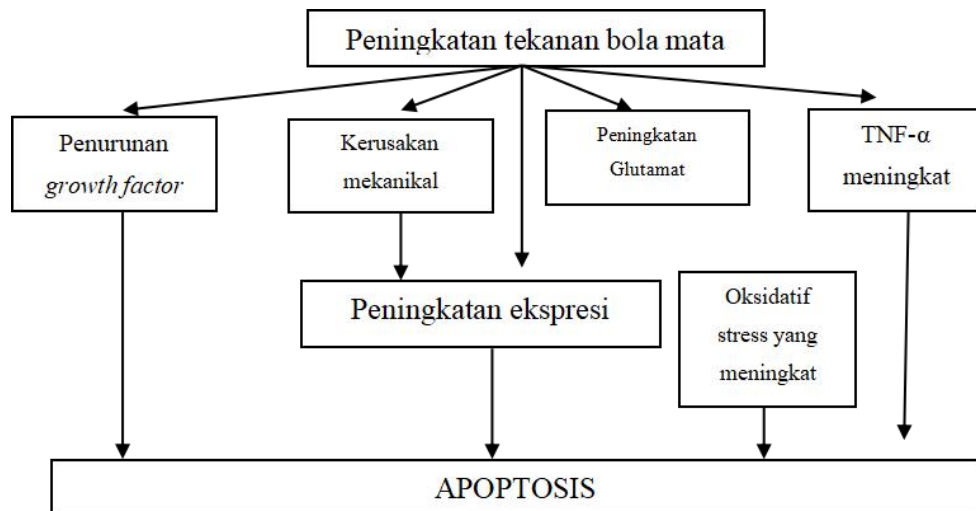 Peningkatan tekanan bola mata
Penurunan
growth factor
Kerusakan
mekanikal
Peningkatan
Glutamat
TNF-α
meningkat
Peningkatan ekspresi
Oksidatif
stress yang
meningkat
APOPTOSIS